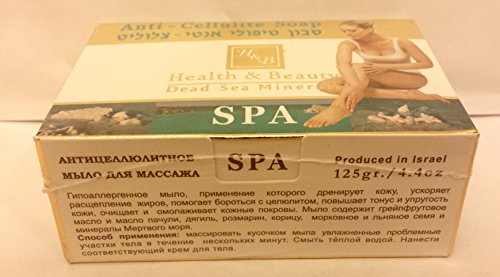 Anti-Cellulite Soap
סבון טיפולי אנטי-צלוליט
H&B
Health & Beauty
Dead Sea Minera
SPA
АНТИЦЕЛЛЮЛИТНОЕ
МЫЛО ДЛЯ МАССАЖА
SPA
Produced in Israel
125gr./4.4oz
Гипоаллергенное мыло, применение которого дренирует кожу, ускоряет
расщепление жиров, помогает бороться с целюлитом, повышает тонус и упругость
кожи, очищает и омолаживает кожные покровы. Мыло содержит грейпфрутовое
масло и масло пачули, дягиль, розмарин, корицу, морковное и льняное семя и
минералы Мертвого моря.
Способ применения: массировать кусочком мыла увлажненные проблемные
участки тела в течение нескольких минут. Смыть тёплой водой. Нанести
соответствующий крем для тела.